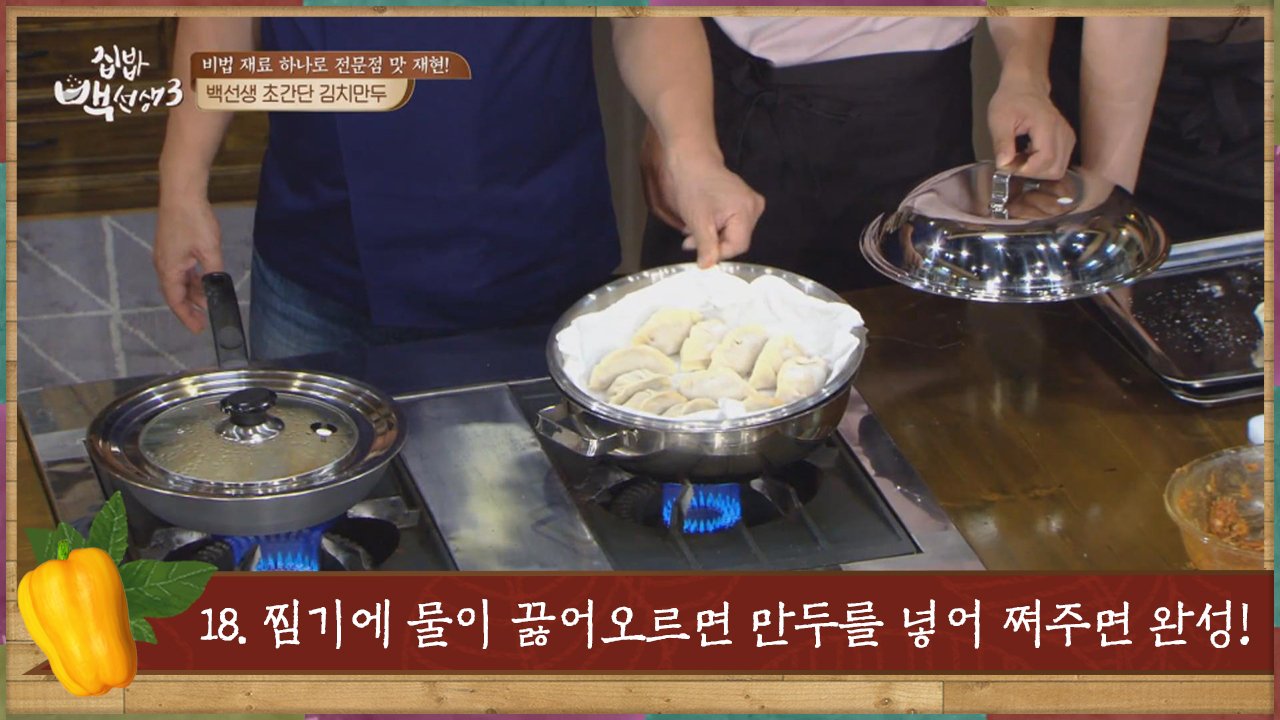 집밥
백선생3
비법 재료 하나로 전문점 맛 재현!
백선생 초간단 김치만두
18. 찜기에 물이 끓어오르면 만두를 넣어 쪄주면 완성!